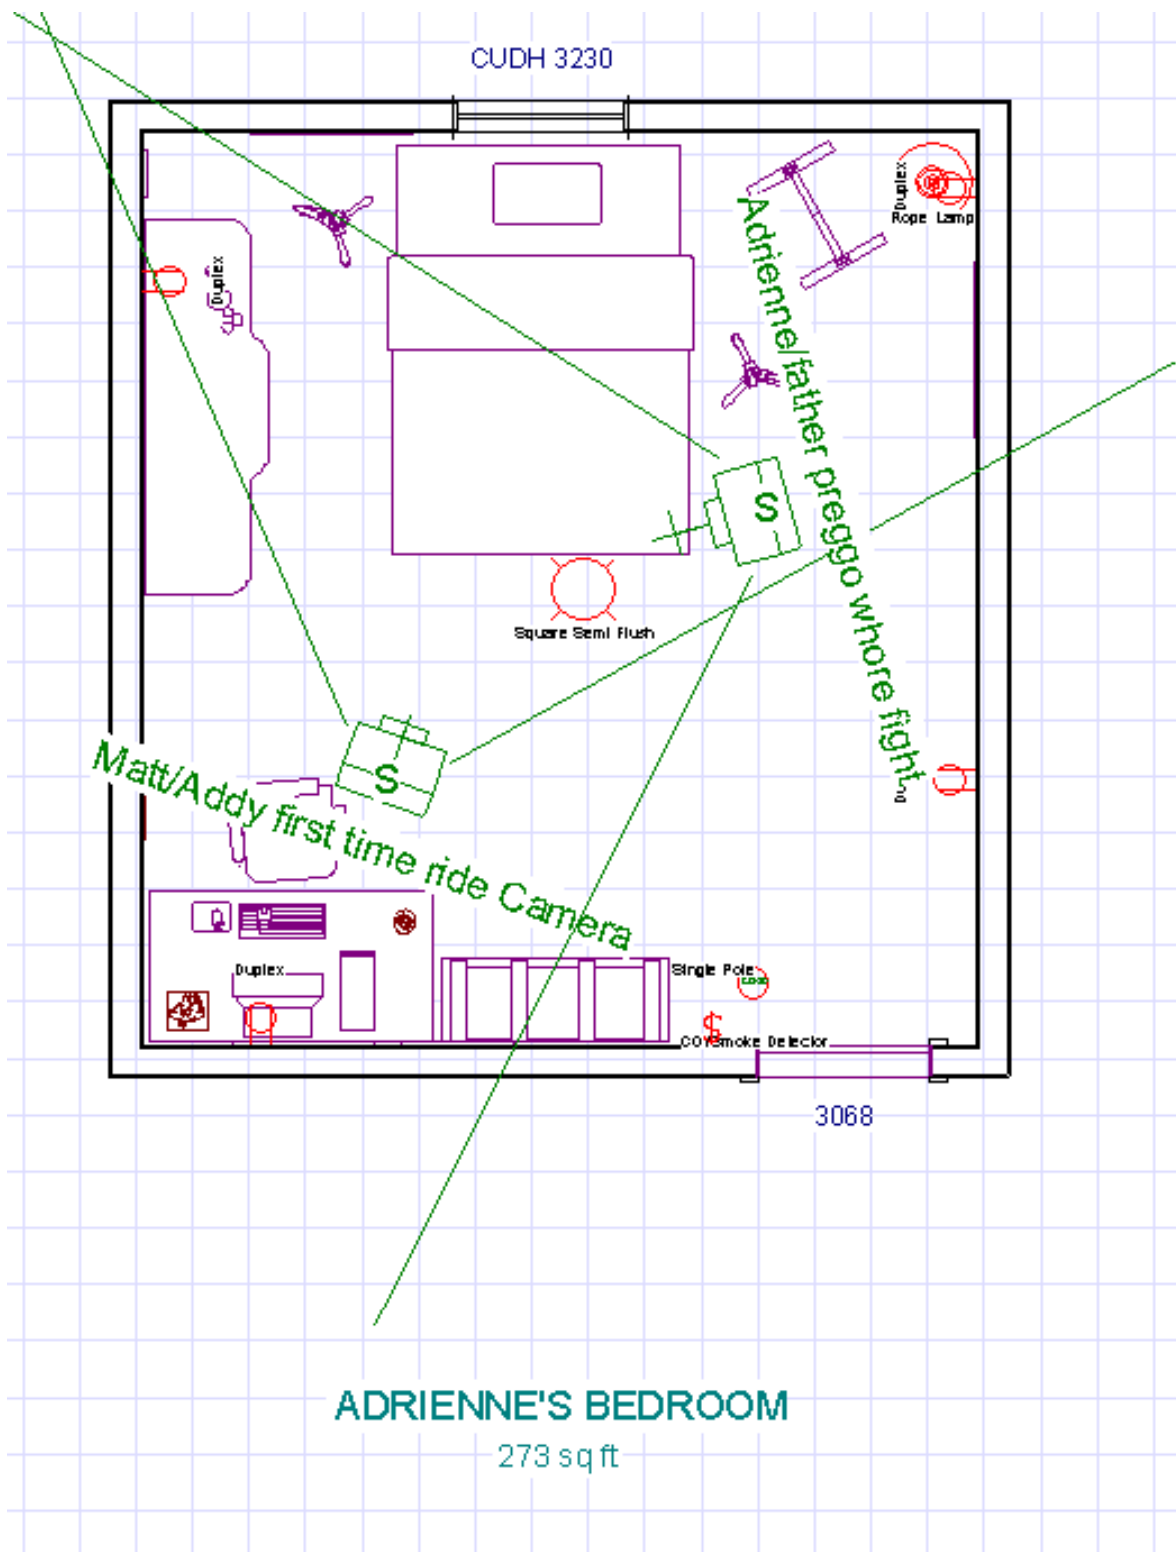 CUDH 3230
Duplex
Rope Lamp
Duplex
Adrienne/father preggo whore fight
S
Square Semi Flush
S
Matt/Addy first time ride Camera
Duplex
Single Pole
$
CO/Smoke Detector
3068
ADRIENNE'S BEDROOM
273 sq ft